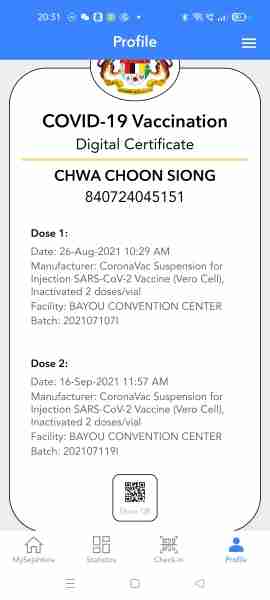 20:51
Profile
COVID-19 Vaccination
Digital Certificate
CHWA CHOON SIONG
840724045151
Dose 1:
Date: 26-Aug-2021 10:29 AM
Manufacturer: CoronaVac Suspension for
Injection SARS-CoV-2 Vaccine (Vero Cell),
Inactivated 2 doses/vial
Facility: BAYOU CONVENTION CENTER
Batch: 202107107I
Dose 2:
Date: 16-Sep-2021 11:57 AM
Manufacturer: CoronaVac Suspension for
Injection SARS-CoV-2 Vaccine (Vero Cell),
Inactivated 2 doses/vial
Facility: BAYOU CONVENTION CENTER
Batch: 202107119I
Show QR
MySejahtera Statistics Check-in Profile